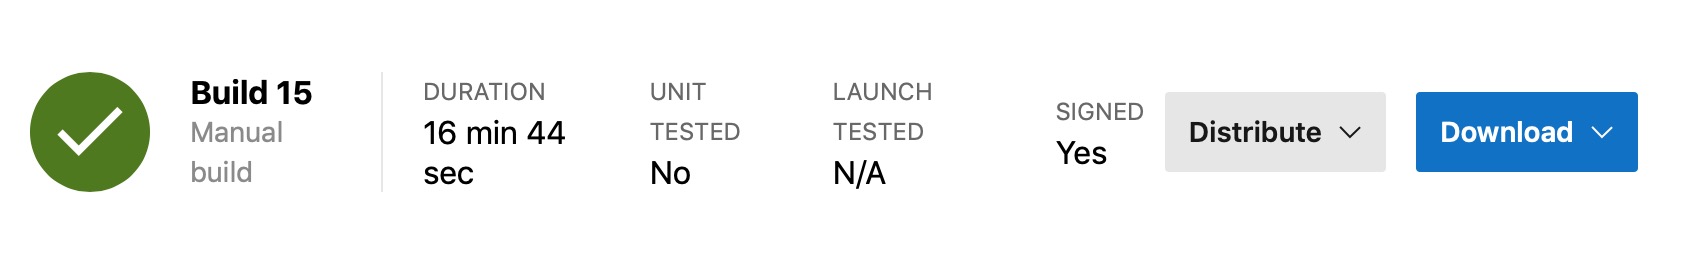 Build 15
Manual
build
DURATION
16 min 44
sec
UNIT
TESTED
No
LAUNCH
TESTED
N/A
SIGNED
Yes
Distribute
Download